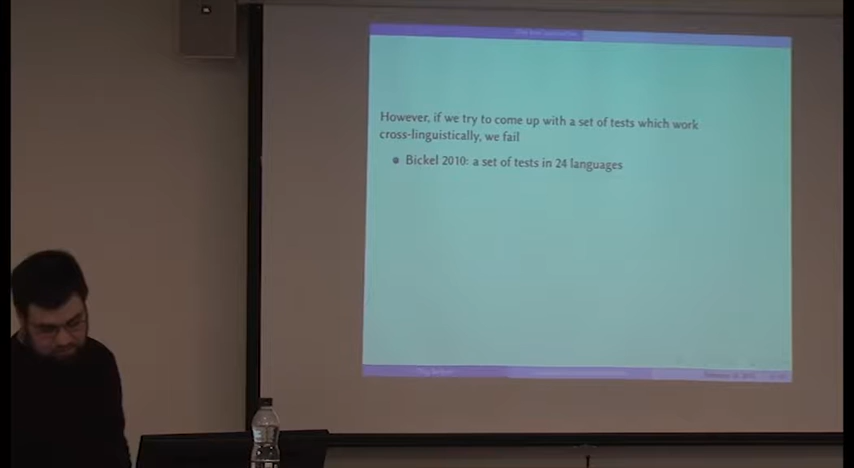 However, if we try to come up with a set of tests which work
cross-linguistically, we fail
Bickel 2010: a set of tests in 24 languages